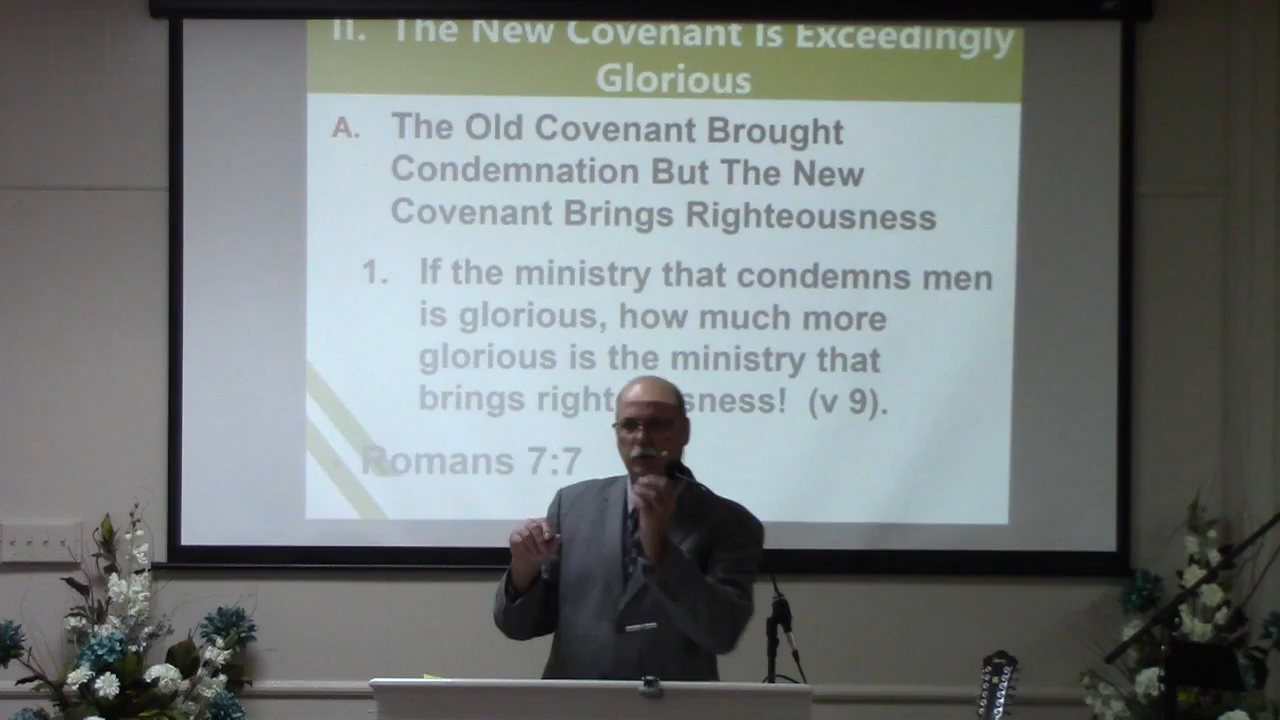 II. The New Covenant Is Exceedingly
Glorious
A. The Old Covenant Brought
Condemnation But The New
Covenant Brings Righteousness
1. If the ministry that condemns men
is glorious, how much more
glorious is the ministry that
brings right sness! (v 9).
Romans 7:7